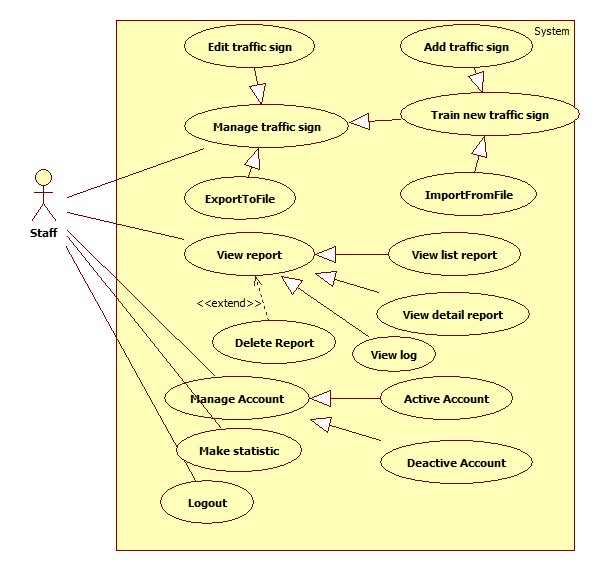 System
Edit traffic sign
Add traffic sign
Manage traffic sign
Train new traffic sign
ExportToFile
ImportFromFile
Staff
View report
View list report
<<extend>>
View detail report
Delete Report
View log
Manage Account
Active Account
Make statistic
Deactive Account
Logout